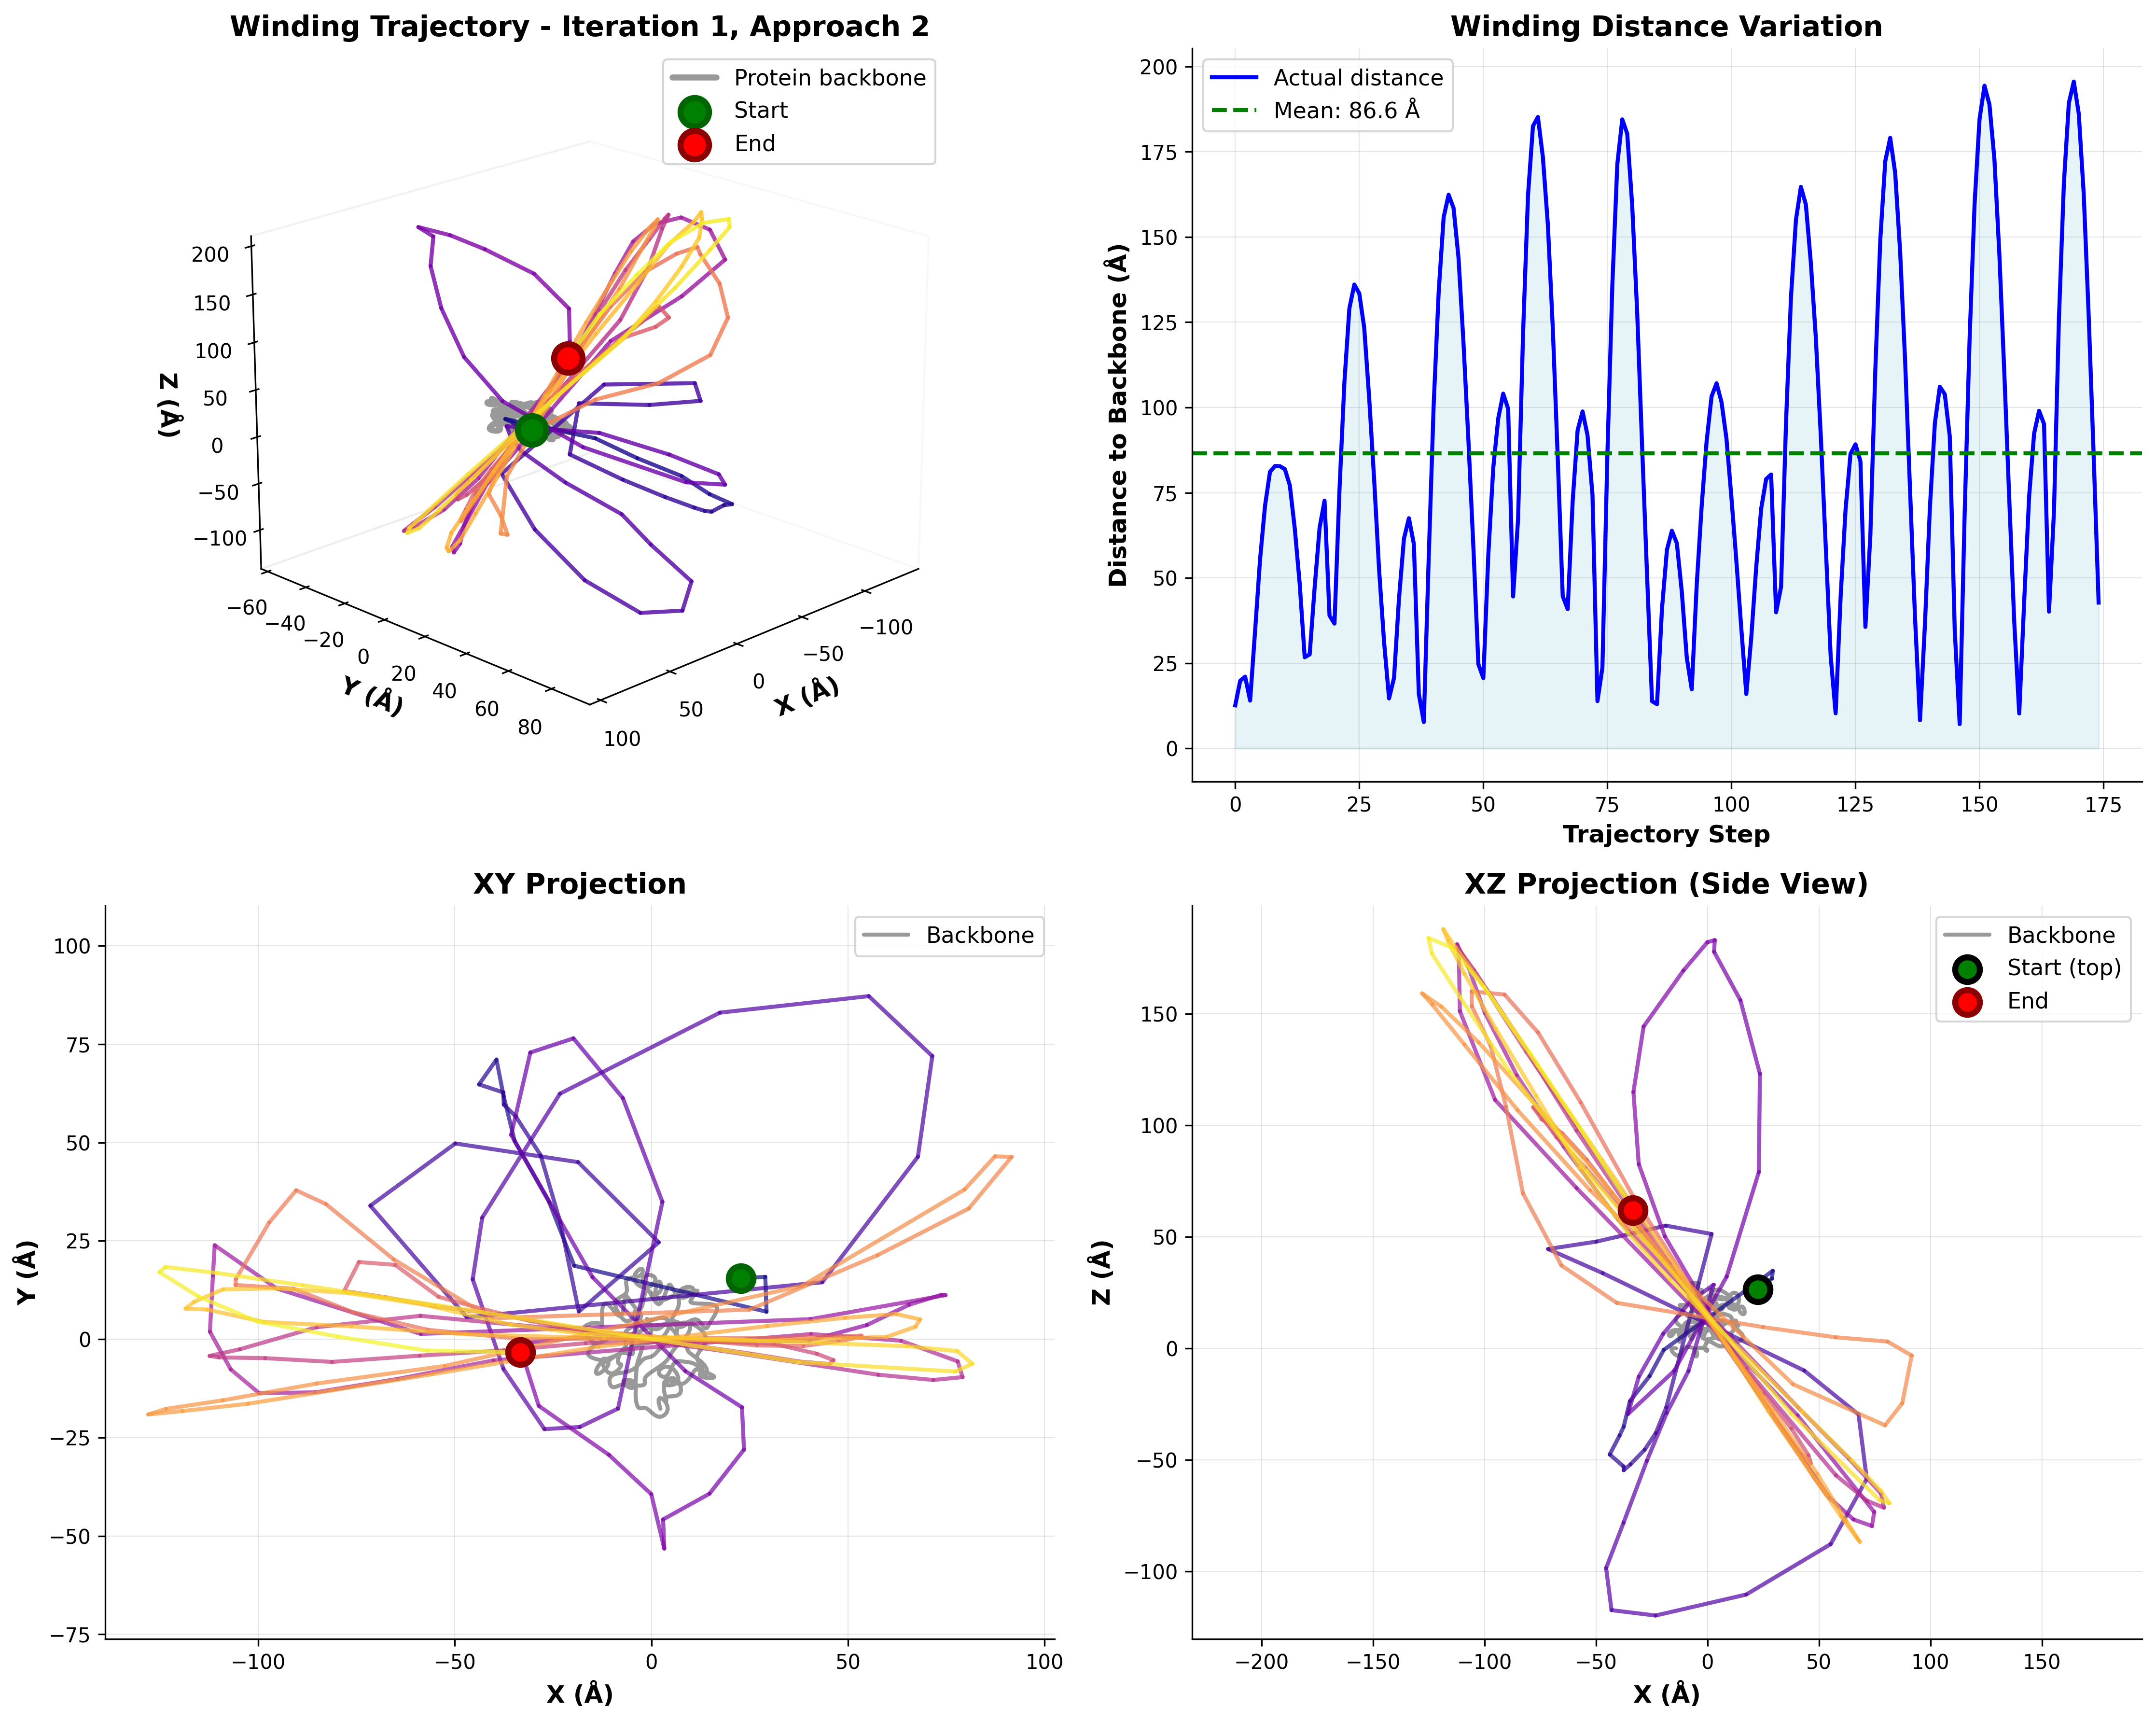 Winding Trajectory - Iteration 1, Approach 2
Protein backbone
Start
End
200
150
100
50
0
−50
−100
Z (Å)
−60
−40
−20
0
20
40
60
80
Y (Å)
100
50
0
−50
−100
X (Å)
Winding Distance Variation
Actual distance
Mean: 86.6 Å
200
175
150
125
100
75
50
25
0
Distance to Backbone (Å)
0 25 50 75 100 125 150 175
Trajectory Step
XY Projection
Backbone
100
75
50
25
0
−25
−50
−75
Y (Å)
−100 −50 0 50 100
X (Å)
XZ Projection (Side View)
Backbone
Start (top)
End
150
100
50
0
−50
−100
Z (Å)
−200 −150 −100 −50 0 50 100 150
X (Å)